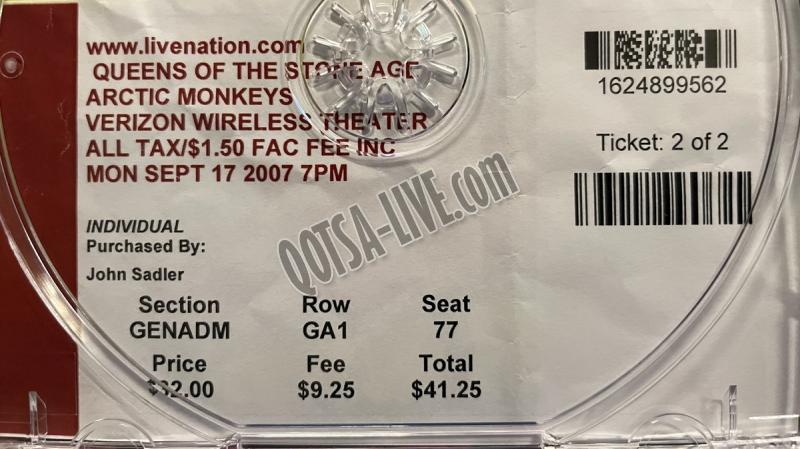 www.livenation.com
QUEENS OF THE STONE AGE
ARCTIC MONKEYS
VERIZON WIRELESS THEATER
ALL TAX/$1.50 FAC FEE INC
MON SEPT 17 2007 7PM
1624899562
Ticket: 2 of 2
INDIVIDUAL
Purchased By:
John Sadler
QOTSA-LIVE.com
Section Row Seat
GENADM GA1 77
Price Fee Total
$32.00 $9.25 $41.25